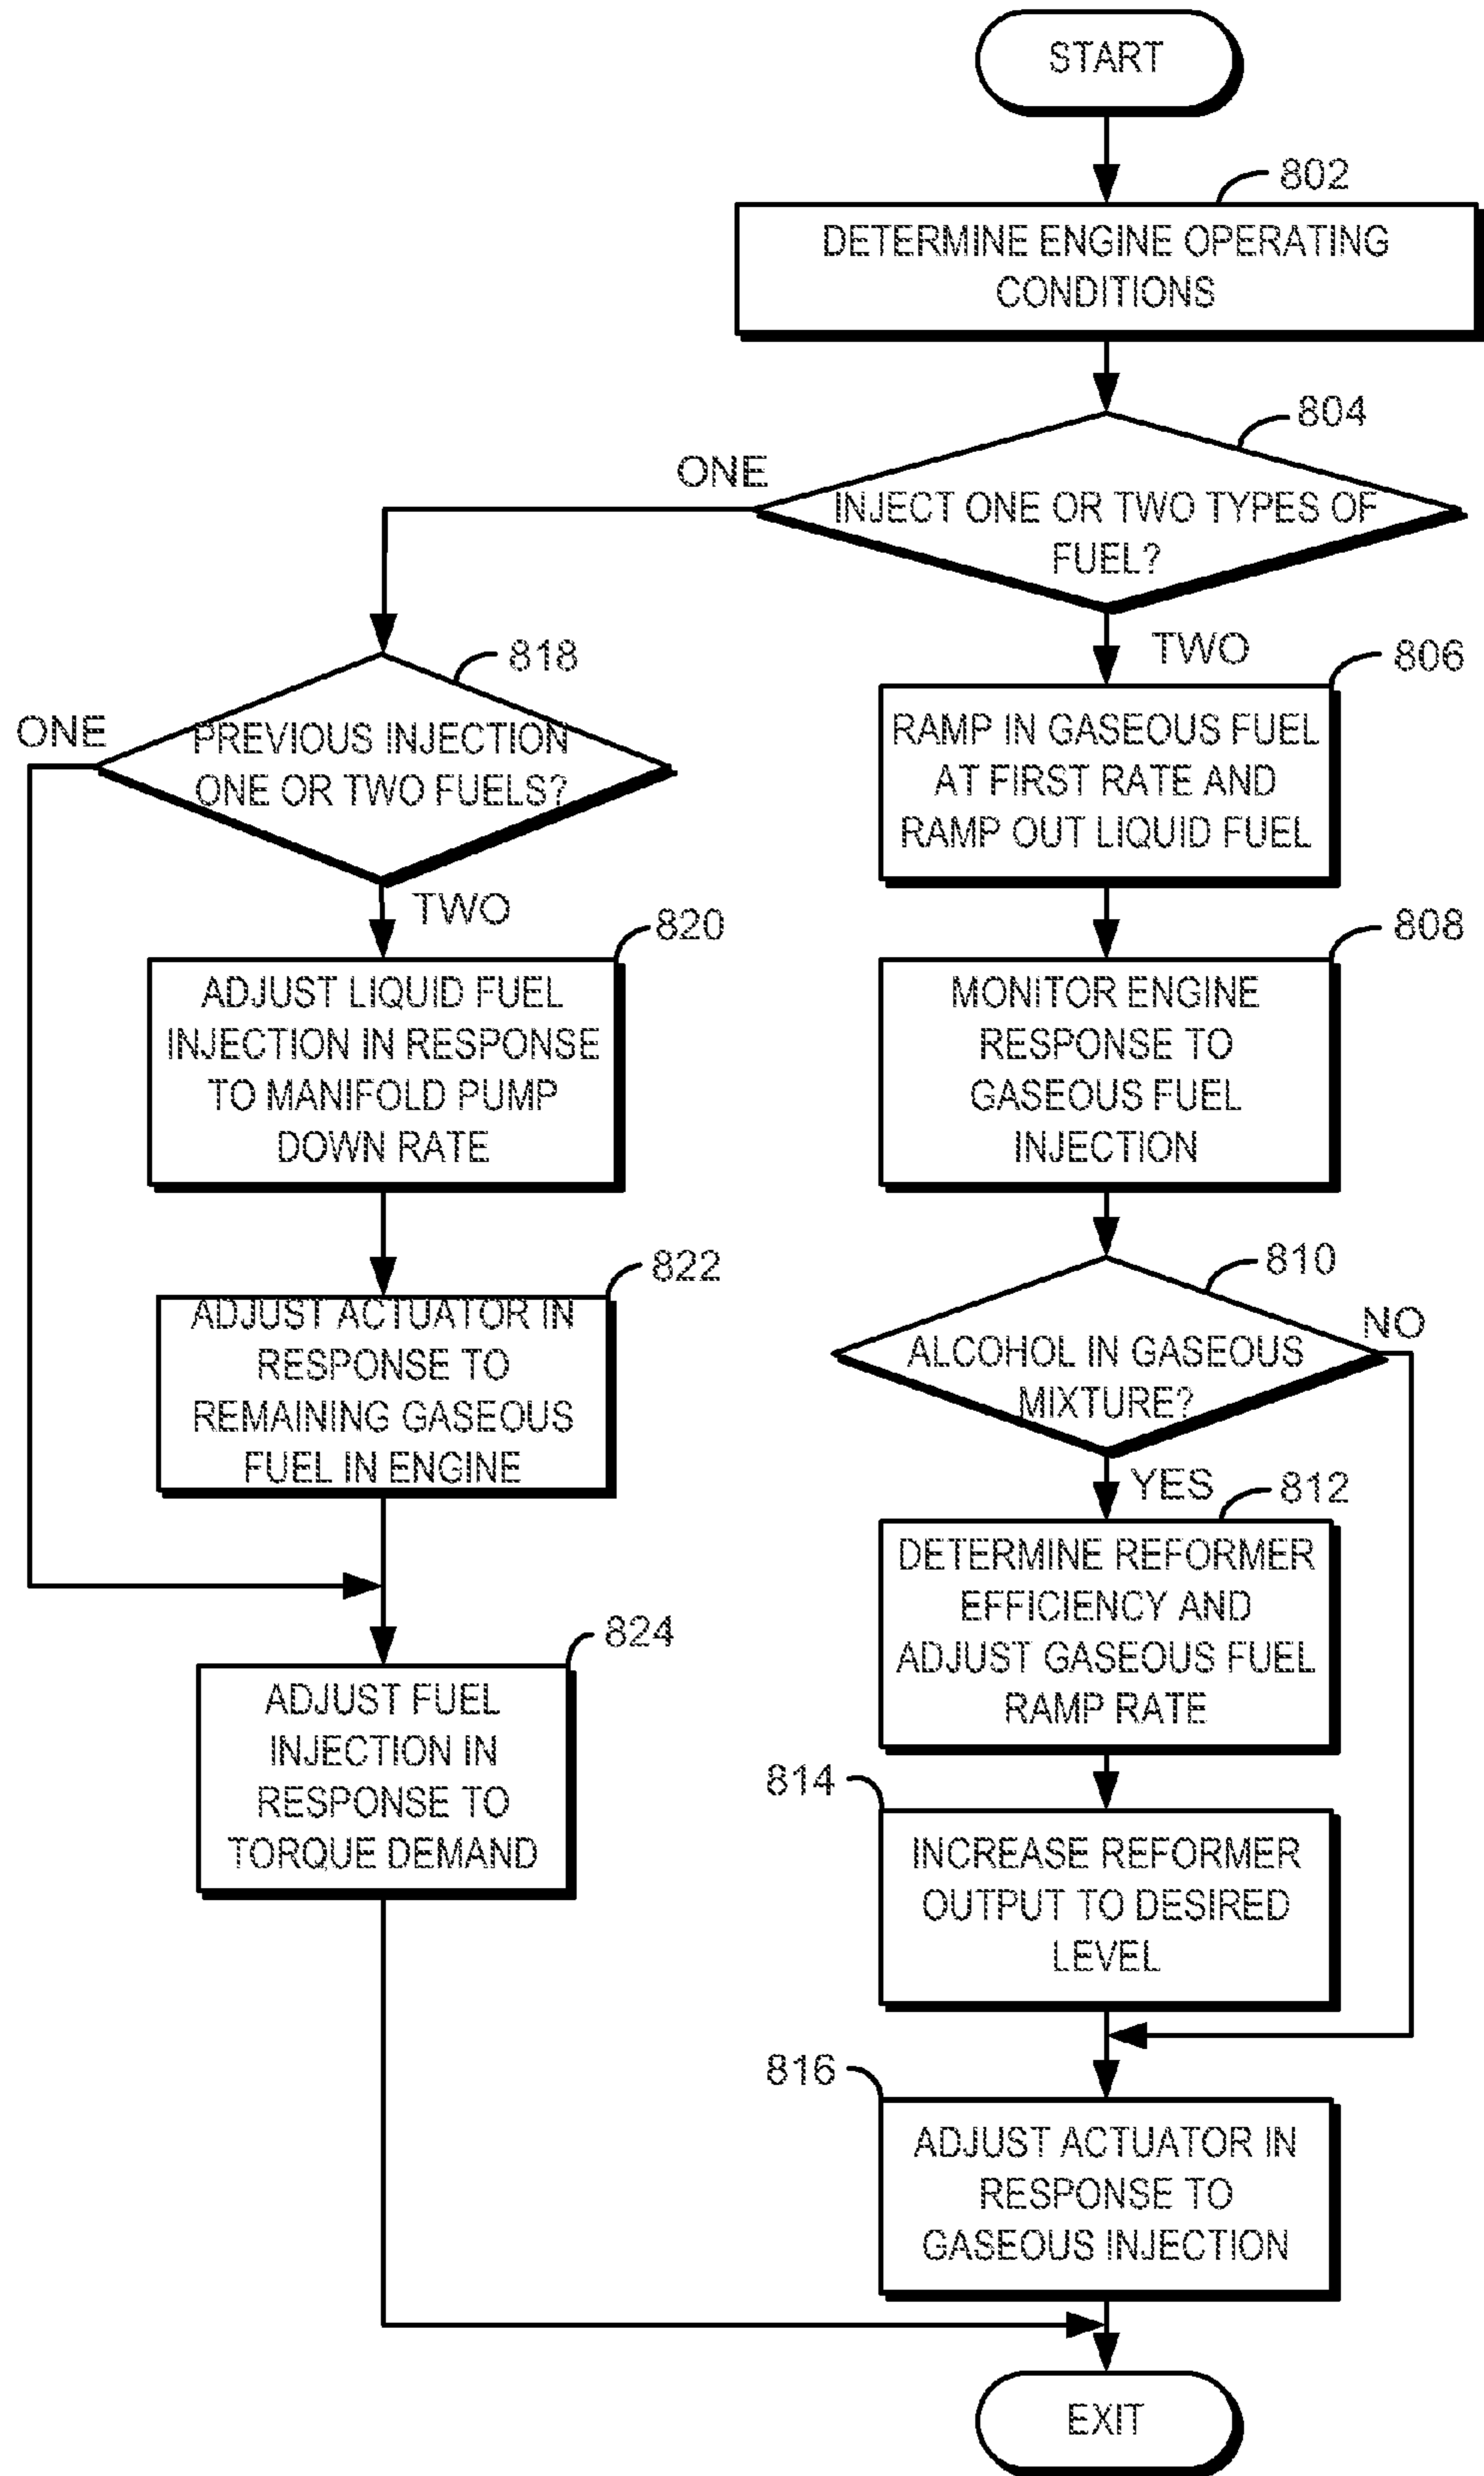 START
802
DETERMINE ENGINE OPERATING
CONDITIONS
804
INJECT ONE OR TWO TYPES OF
FUEL?
ONE
TWO
818
PREVIOUS INJECTION
ONE OR TWO FUELS?
ONE
TWO
820
ADJUST LIQUID FUEL
INJECTION IN RESPONSE
TO MANIFOLD PUMP
DOWN RATE
822
ADJUST ACTUATOR IN
RESPONSE TO
REMAINING GASEOUS
FUEL IN ENGINE
824
ADJUST FUEL
INJECTION IN
RESPONSE TO
TORQUE DEMAND
806
RAMP IN GASEOUS FUEL
AT FIRST RATE AND
RAMP OUT LIQUID FUEL
808
MONITOR ENGINE
RESPONSE TO
GASEOUS FUEL
INJECTION
810
ALCOHOL IN GASEOUS
MIXTURE?
NO
YES
812
DETERMINE REFORMER
EFFICIENCY AND
ADJUST GASEOUS FUEL
RAMP RATE
814
INCREASE REFORMER
OUTPUT TO DESIRED
LEVEL
816
ADJUST ACTUATOR IN
RESPONSE TO
GASEOUS INJECTION
EXIT